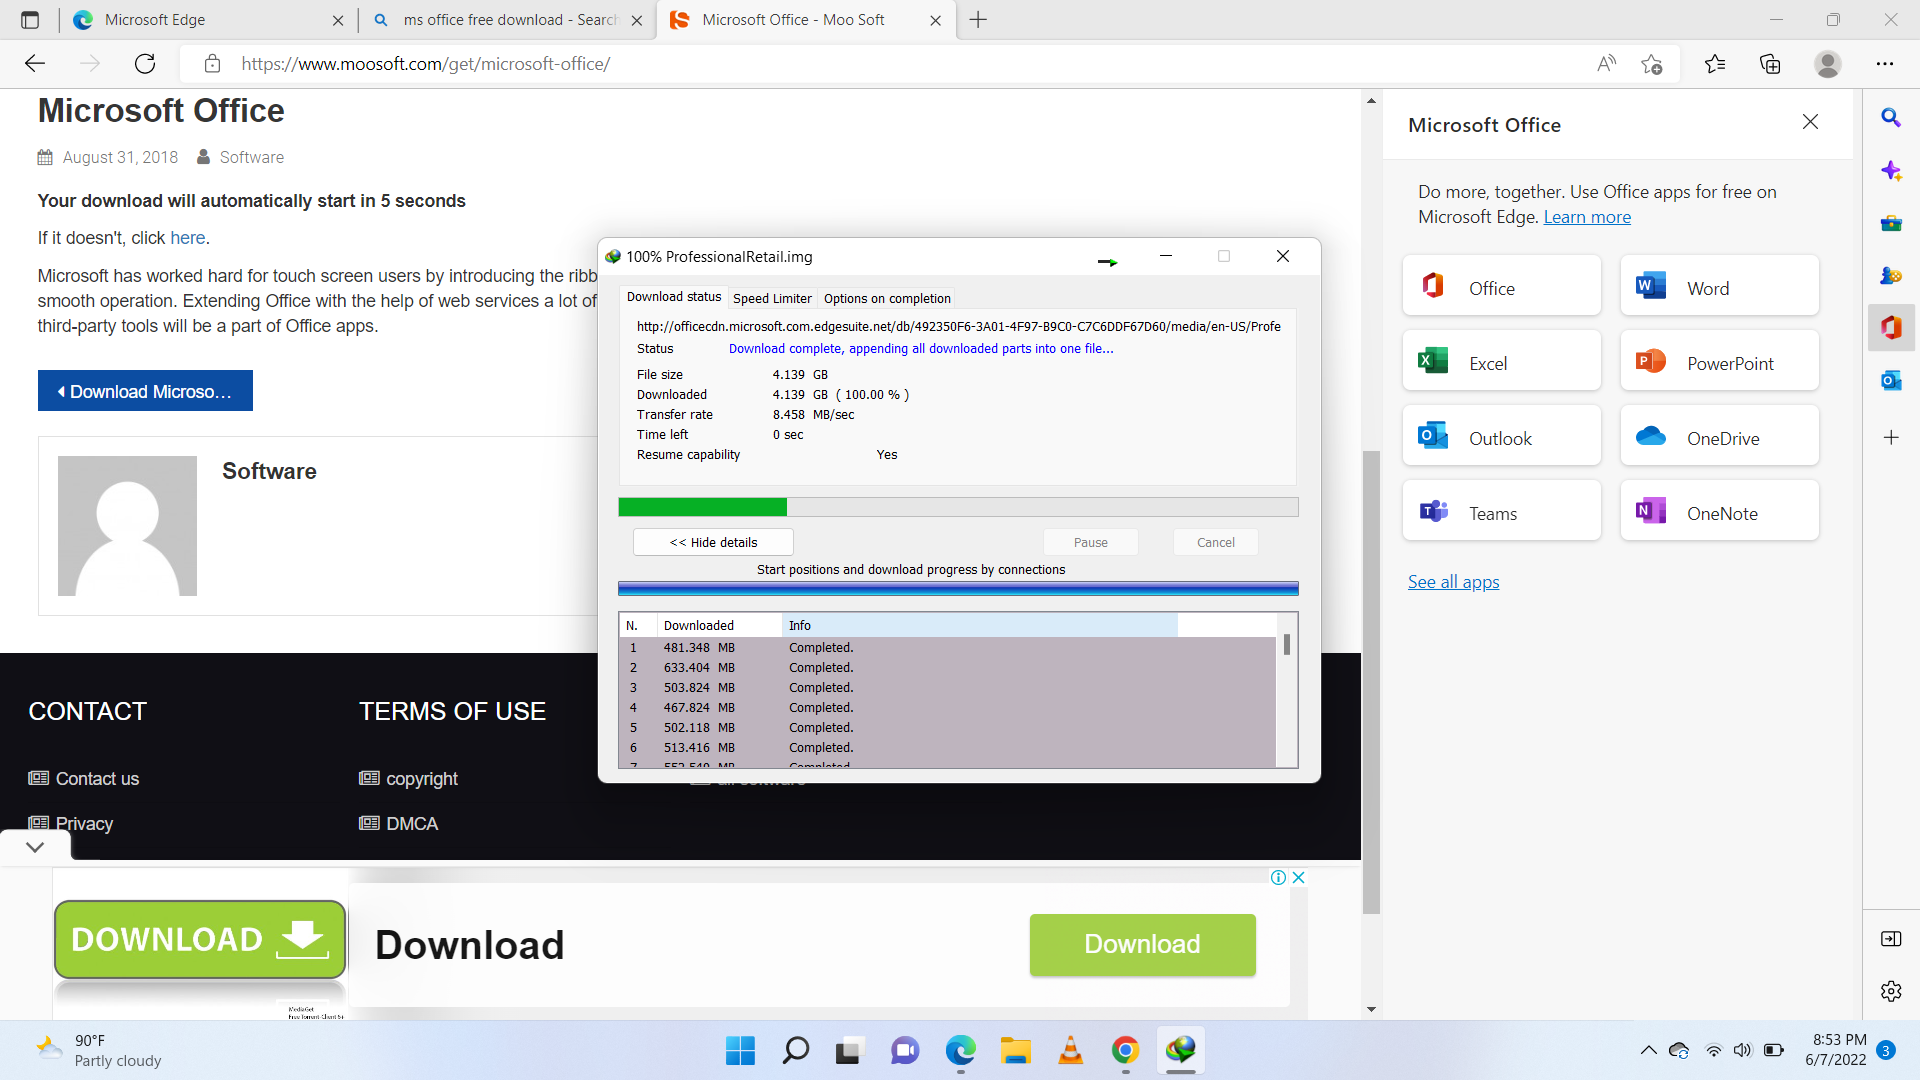 Microsoft Edge
ms office free download - Search
Microsoft Office - Moo Soft
https://www.moosoft.com/get/microsoft-office/
Microsoft Office
August 31, 2018
Software
Your download will automatically start in 5 seconds
If it doesn't, click here.
Microsoft has worked hard for touch screen users by introducing the ribb
smooth operation. Extending Office with the help of web services a lot of
third-party tools will be a part of Office apps.
Download Microso...
Software
CONTACT
TERMS OF USE
Contact us
copyright
Privacy
DMCA
100% ProfessionalRetail.img
Download status
Speed Limiter
Options on completion
http://officecdn.microsoft.com.edgesuite.net/db/492350F6-3A01-4F97-B9C0-C7C6DDF67D60/media/en-US/Profe
Status Download complete, appending all downloaded parts into one file...
File size 4.139 GB
Downloaded 4.139 GB ( 100.00 % )
Transfer rate 8.458 MB/sec
Time left 0 sec
Resume capability Yes
<< Hide details
Pause
Cancel
Start positions and download progress by connections
N. Downloaded Info
1 481.348 MB Completed.
2 633.404 MB Completed.
3 503.824 MB Completed.
4 467.824 MB Completed.
5 502.118 MB Completed.
6 513.416 MB Completed.
DOWNLOAD
Download
Download
MediaGet
Microsoft Office
Do more, together. Use Office apps for free on
Microsoft Edge. Learn more
Office
Word
Excel
PowerPoint
Outlook
OneDrive
Teams
OneNote
See all apps
90°F
Partly cloudy
8:53 PM
6/7/2022
3